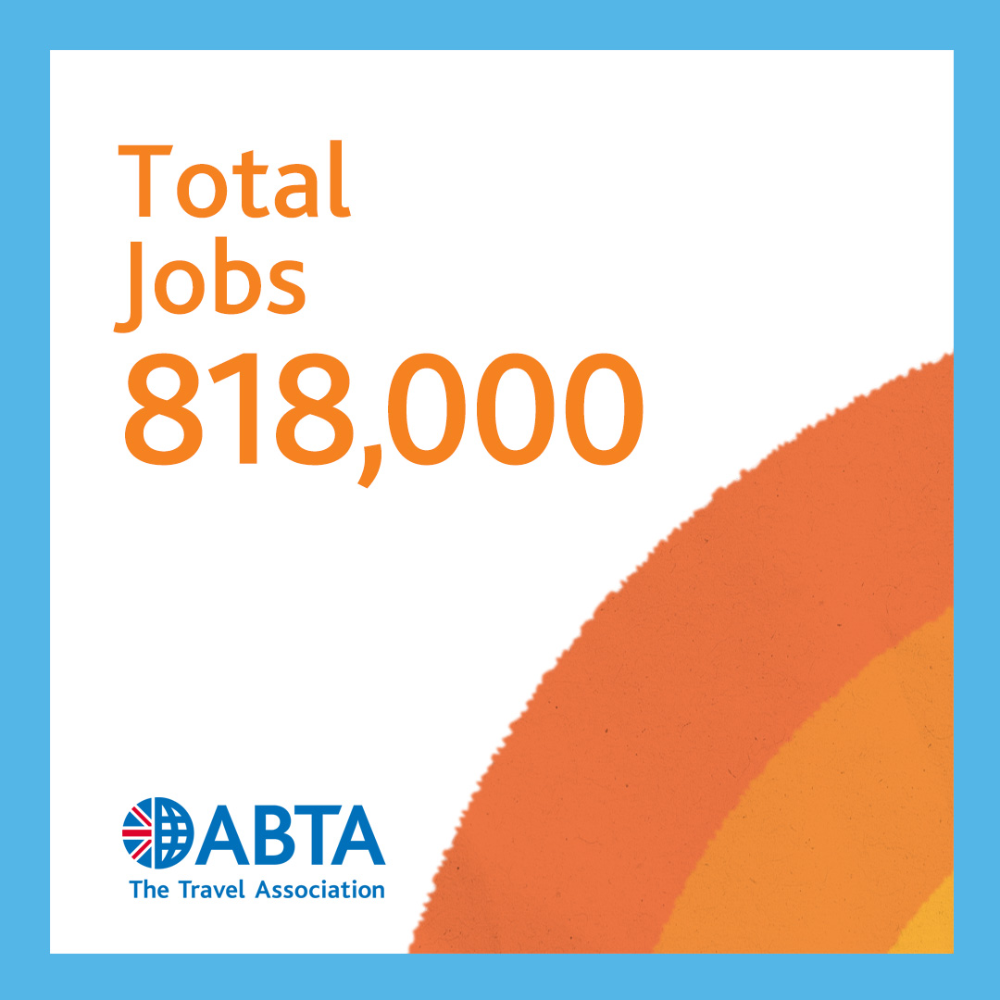 Total
Jobs
818,000
ABTA
The Travel Association